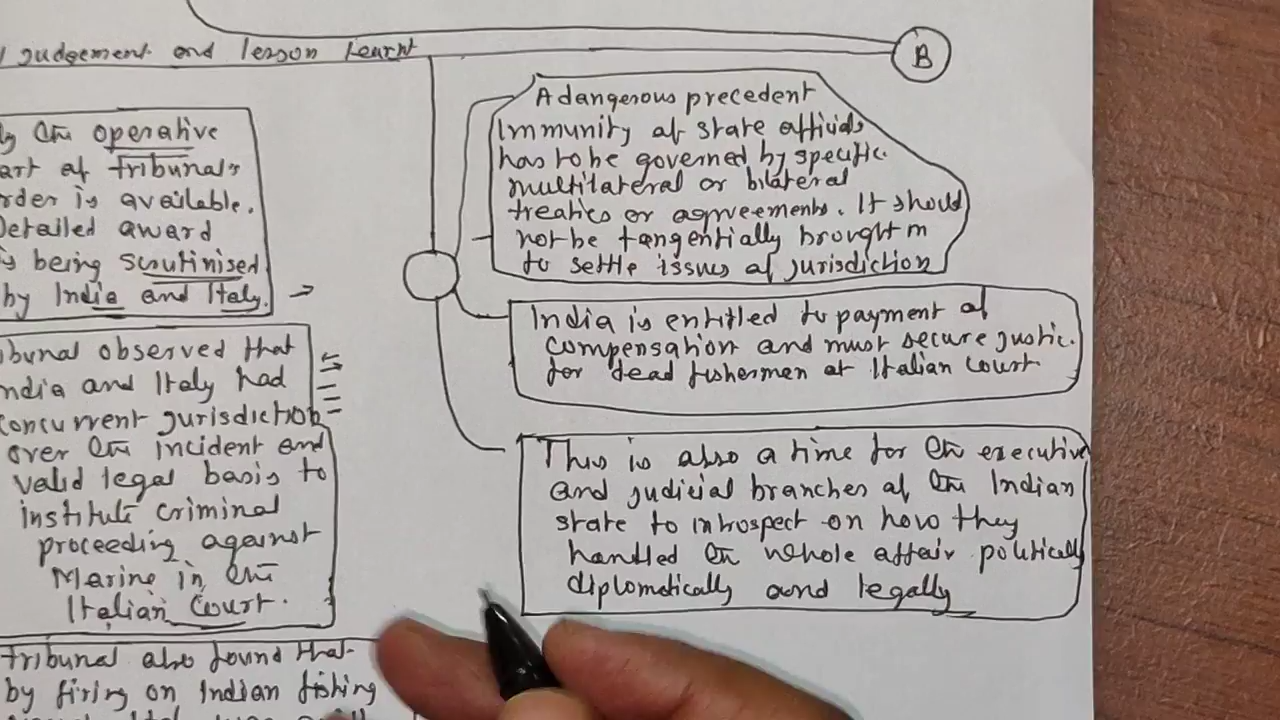 judgement and lesson learnt
B
operative
art of tribunal's
order is available.
Detailed award
is being scrutinised
by India and Italy.
tribunal observed that
India and Italy had
concurrent jurisdiction
over the incident and
valid legal basis to
institute criminal
proceeding against
Marine in the
Italian Court.
tribunal also found that
by firing on Indian fishing
A dangerous precedent
Immunity of state officials
has to be governed by specific
multilateral or bilateral
treaties or agreements. It should
not be tangentially brought in
to settle issues of jurisdiction
India is entitled to payment of
compensation and must secure justic.
for dead fishermen at Italian Court
This is also a time for the executive
and judicial branches of the Indian
state to introspect on how they
handled the whole affair politically
diplomatically and legally